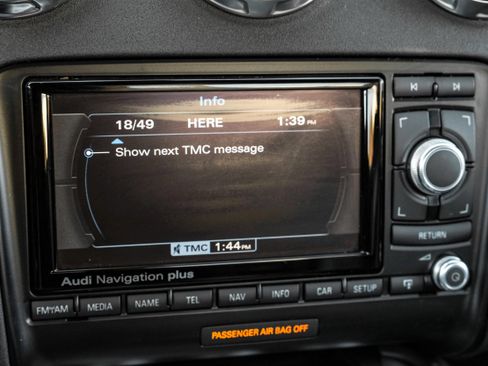 Info
18/49 HERE 1:39 PM
Show next TMC message
TMC 1:44 PM
Audi Navigation plus
RETURN
FM/AM MEDIA NAME TEL NAV INFO CAR SETUP
PASSENGER AIR BAG OFF